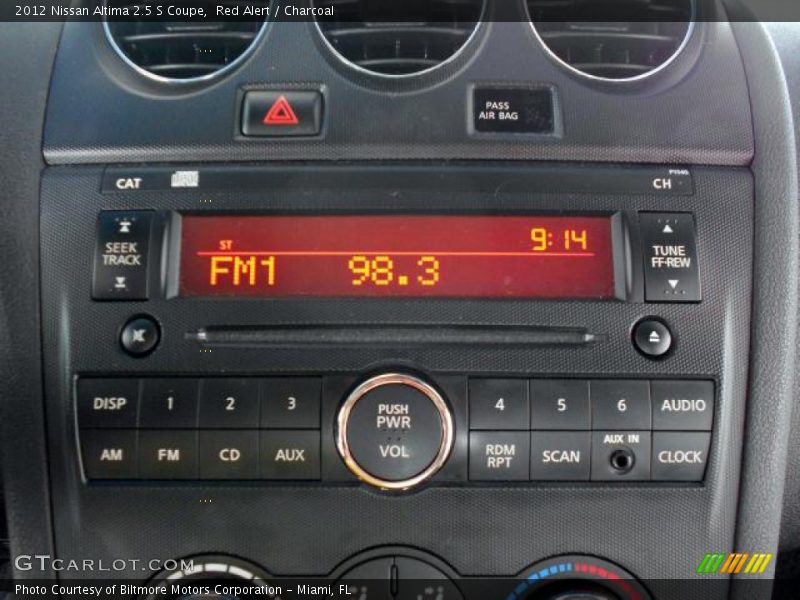 2012 Nissan Altima 2.5 S Coupe, Red Alert / Charcoal
PASS
AIR BAG
CAT
CH
SEEK
TRACK
ST
9:14
FM1 98.3
TUNE
FF·REW
DISP 1 2 3
PUSH
PWR
VOL
4 5 6 AUDIO
AM FM CD AUX
RDM
RPT
SCAN
AUX IN
CLOCK
GTCARLOT.COM
Photo Courtesy of Biltmore Motors Corporation - Miami, FL